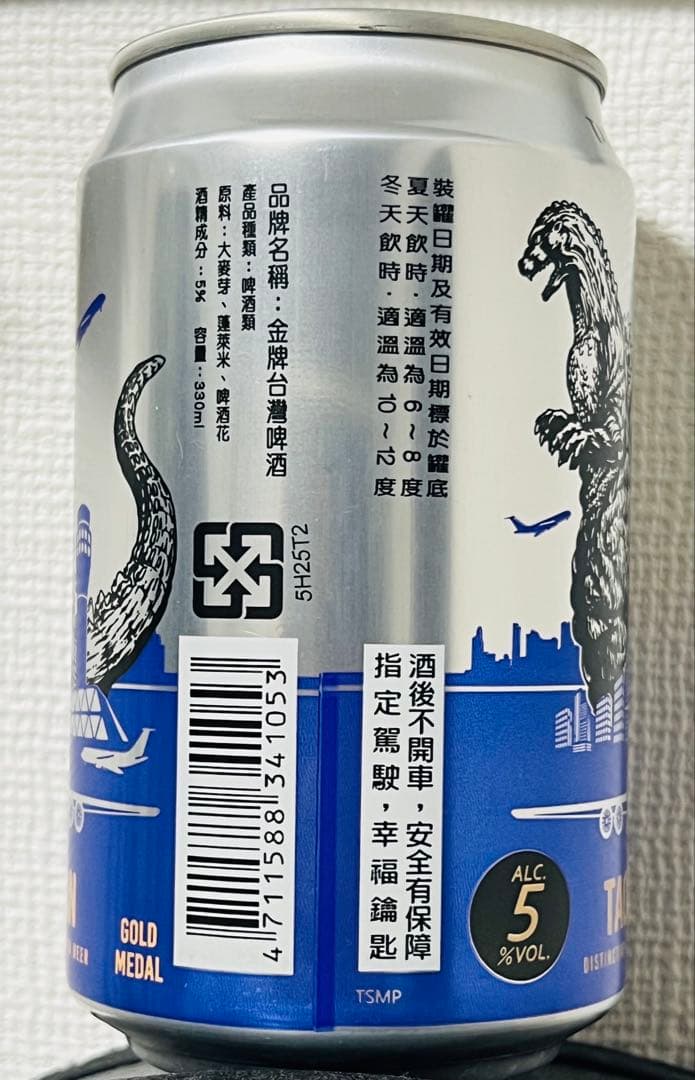 裝罐日期及有效日期標於罐底
夏天飲時．適溫為6～8度
冬天飲時．適溫為10～12度
品牌名稱：金牌台灣啤酒
產品種類：啤酒類
原料：大麥芽、蓬萊米、啤酒花
酒精成分：5% 容量：330ml
5H25T2
4 711588 341053
酒後不開車，安全有保障
指定駕駛，幸福鑰匙
ALC.
5
%VOL.
GOLD
MEDAL
BEER
TSMP